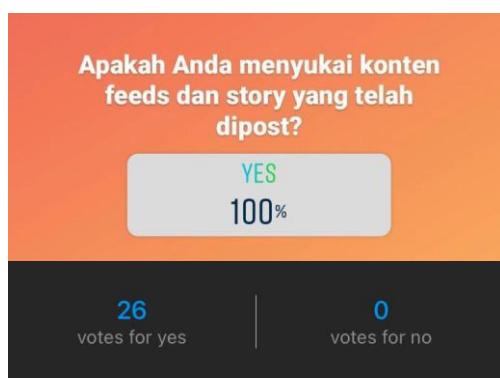 Apakah Anda menyukai konten
feeds dan story yang telah
dipost?
YES
100%
26
votes for yes
0
votes for no